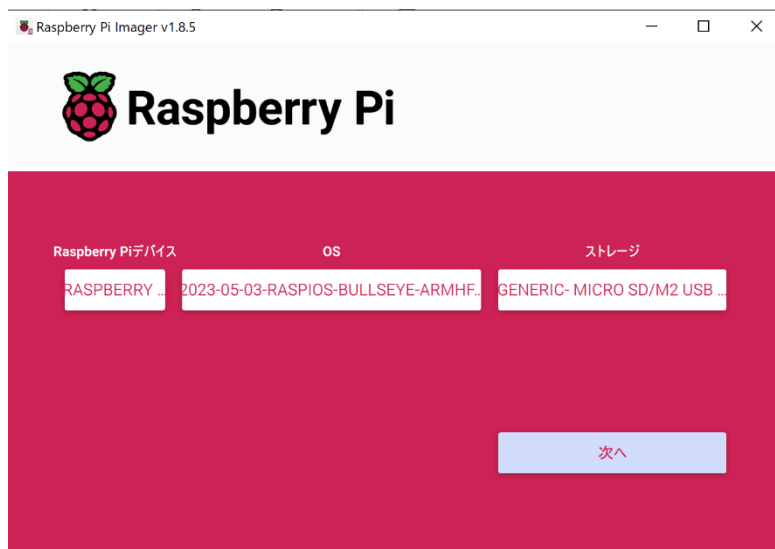 Raspberry Pi Imager v1.8.5
Raspberry Pi
Raspberry Piデバイス OS ストレージ
RASPBERRY ... 2023-05-03-RASPIOS-BULLSEYE-ARMHF... GENERIC- MICRO SD/M2 USB ...
次へ